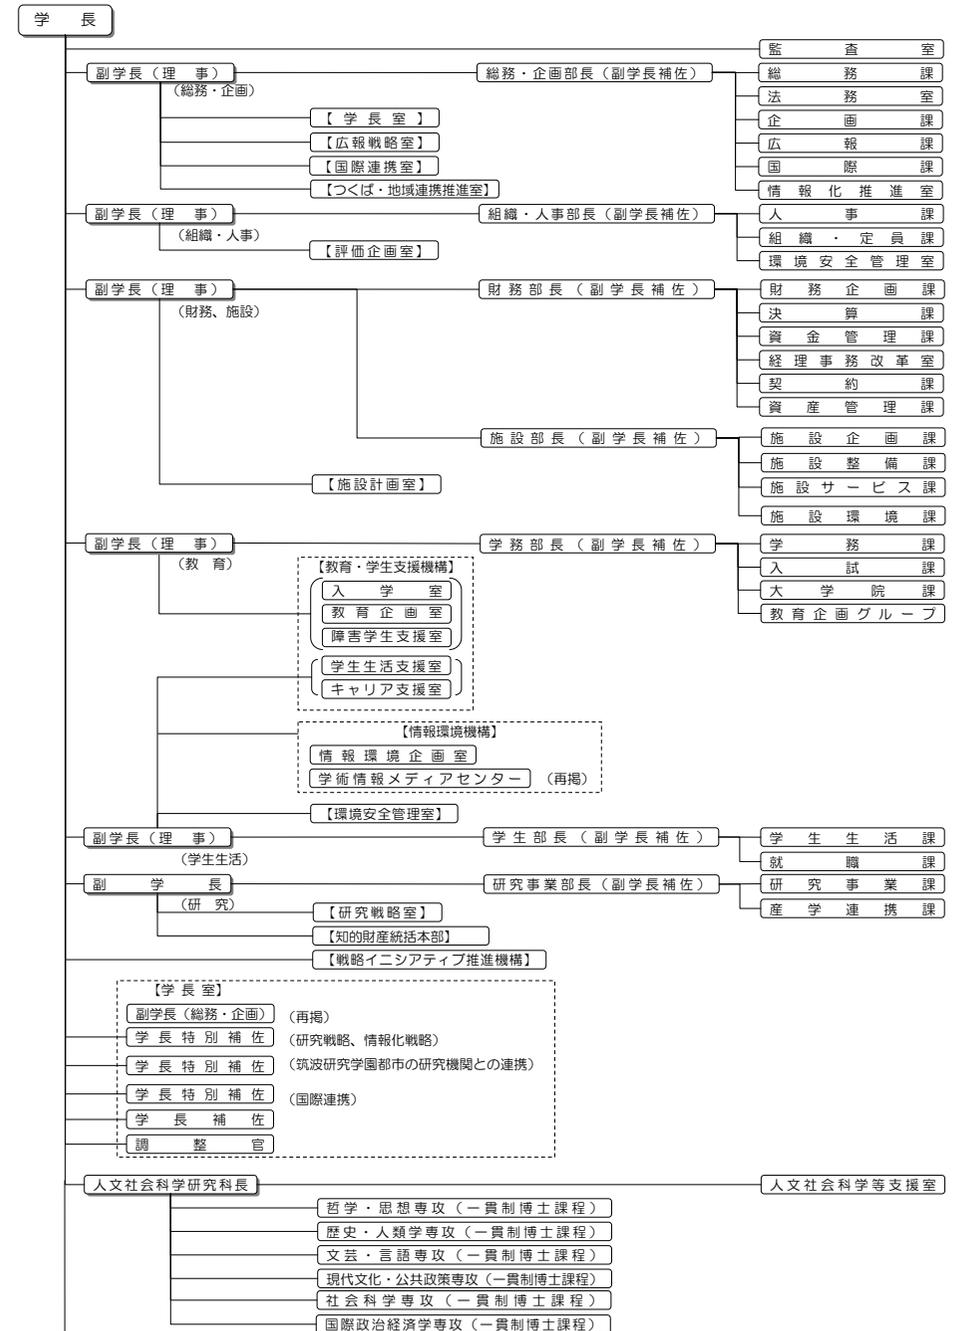 学　長
監査室
副学長（理　事）
（総務・企画）
総務・企画部長（副学長補佐）
総務課
法務室
企画課
広報課
国際課
情報化推進室
【学長室】
【広報戦略室】
【国際連携室】
【つくば・地域連携推進室】
副学長（理　事）
（組織・人事）
組織・人事部長（副学長補佐）
人事課
組織・定員課
環境安全管理室
【評価企画室】
副学長（理　事）
（財務、施設）
財務部長（副学長補佐）
財務企画課
決算課
資金管理課
経理事務改革室
契約課
資産管理課
施設部長（副学長補佐）
施設企画課
施設整備課
施設サービス課
施設環境課
【施設計画室】
副学長（理　事）
（教　育）
学務部長（副学長補佐）
学務課
入試課
大学院課
教育企画グループ
【教育・学生支援機構】
入学室
教育企画室
障害学生支援室
学生生活支援室
キャリア支援室
【情報環境機構】
情報環境企画室
学術情報メディアセンター　（再掲）
【環境安全管理室】
副学長（理　事）
（学生生活）
学生部長（副学長補佐）
学生生活課
就職課
副学長
（研　究）
研究事業部長（副学長補佐）
研究事業課
産学連携課
【研究戦略室】
【知的財産統括本部】
【戦略イニシアティブ推進機構】
【学長室】
副学長（総務・企画）　（再掲）
学長特別補佐　（研究戦略、情報化戦略）
学長特別補佐　（筑波研究学園都市の研究機関との連携）
学長特別補佐　（国際連携）
学長補佐
調整官
人文社会科学研究科長
人文社会科学等支援室
哲学・思想専攻（一貫制博士課程）
歴史・人類学専攻（一貫制博士課程）
文芸・言語専攻（一貫制博士課程）
現代文化・公共政策専攻（一貫制博士課程）
社会科学専攻（一貫制博士課程）
国際政治経済学専攻（一貫制博士課程）